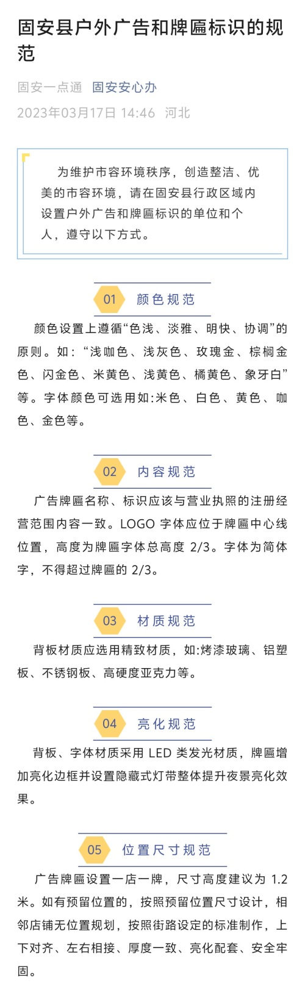 固安县户外广告和牌匾标识的规
范
固安一点通 固安安心办
2023年03月17日 14:46 河北
为维护市容环境秩序，创造整洁、优
美的市容环境，请在固安县行政区域内
设置户外广告和牌匾标识的单位和个
人，遵守以下方式。
01 颜色规范
颜色设置上遵循“色浅、淡雅、明快、协调”的
原则。如：“浅咖色、浅灰色、玫瑰金、棕榈金
色、闪金色、米黄色、浅黄色、橘黄色、象牙白”
等。字体颜色可选用如:米色、白色、黄色、咖
色、金色等。
02 内容规范
广告牌匾名称、标识应该与营业执照的注册经
营范围内容一致。LOGO 字体应位于牌匾中心线
位置，高度为牌匾字体总高度 2/3。字体为简体
字，不得超过牌匾的 2/3。
03 材质规范
背板材质应选用精致材质，如:烤漆玻璃、铝塑
板、不锈钢板、高硬度亚克力等。
04 亮化规范
背板、字体材质采用 LED 类发光材质，牌匾增
加亮化边框并设置隐藏式灯带整体提升夜景亮化效
果。
05 位置尺寸规范
广告牌匾设置一店一牌，尺寸高度建议为 1.2
米。如有预留位置的，按照预留位置尺寸设计，相
邻店铺无位置规划，按照街路设定的标准制作，上
下对齐、左右相接、厚度一致、亮化配套、安全牢
固。